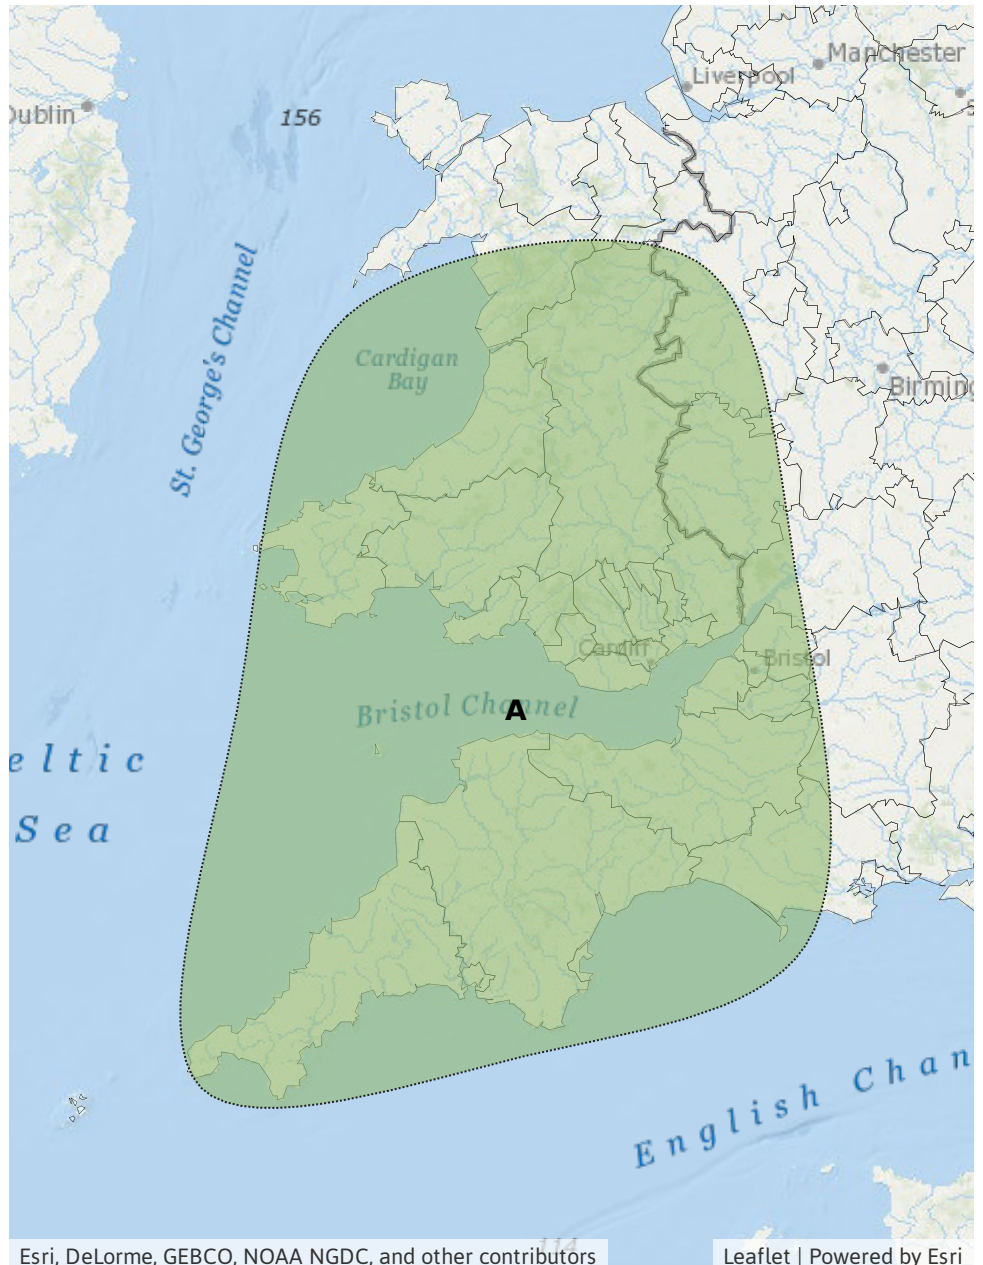 Manchester
Liverpool
Dublin
156
St. George's Channel
Cardigan
Bay
Birming
Cardiff
Bristol
Bristol Channel
A
eltic
Sea
English Chan
114
Esri, DeLorme, GEBCO, NOAA NGDC, and other contributors
Leaflet | Powered by Esri